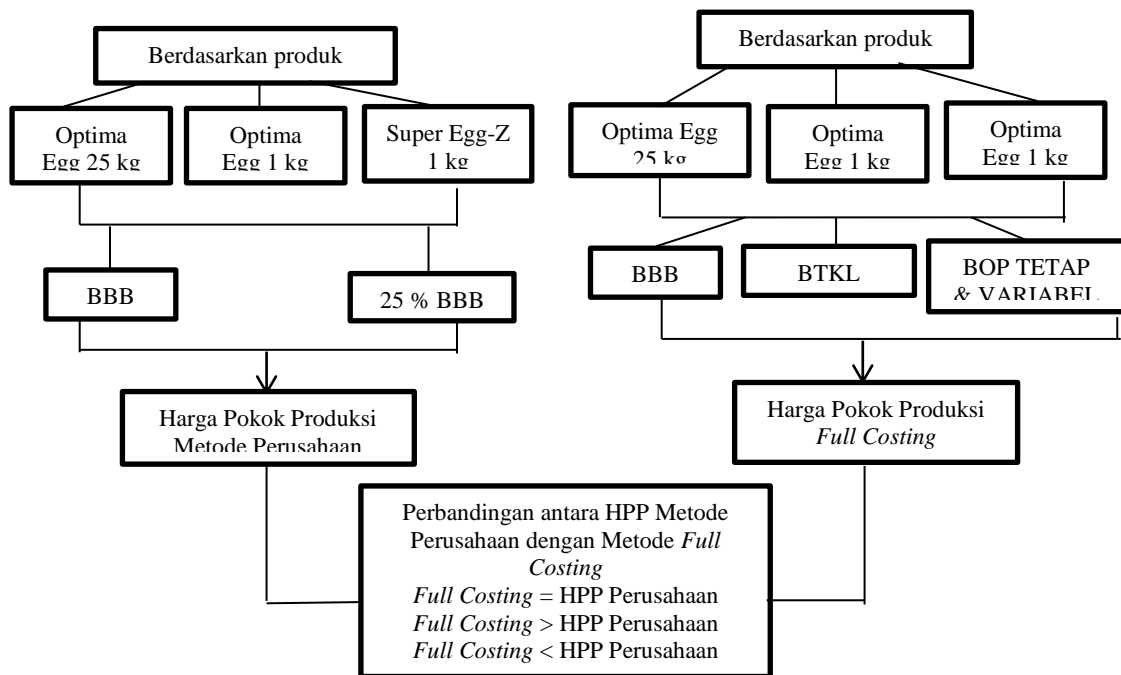 Berdasarkan produk
Optima
Egg 25 kg
Optima
Egg 1 kg
Super Egg-Z
1 kg
BBB
25 % BBB
Harga Pokok Produksi
Metode Perusahaan
Berdasarkan produk
Optima Egg
25 kg
Optima
Egg 1 kg
Optima
Egg 1 kg
BBB
BTKL
BOP TETAP
& VARIABEL
Harga Pokok Produksi
Full Costing
Perbandingan antara HPP Metode
Perusahaan dengan Metode Full
Costing
Full Costing = HPP Perusahaan
Full Costing > HPP Perusahaan
Full Costing < HPP Perusahaan